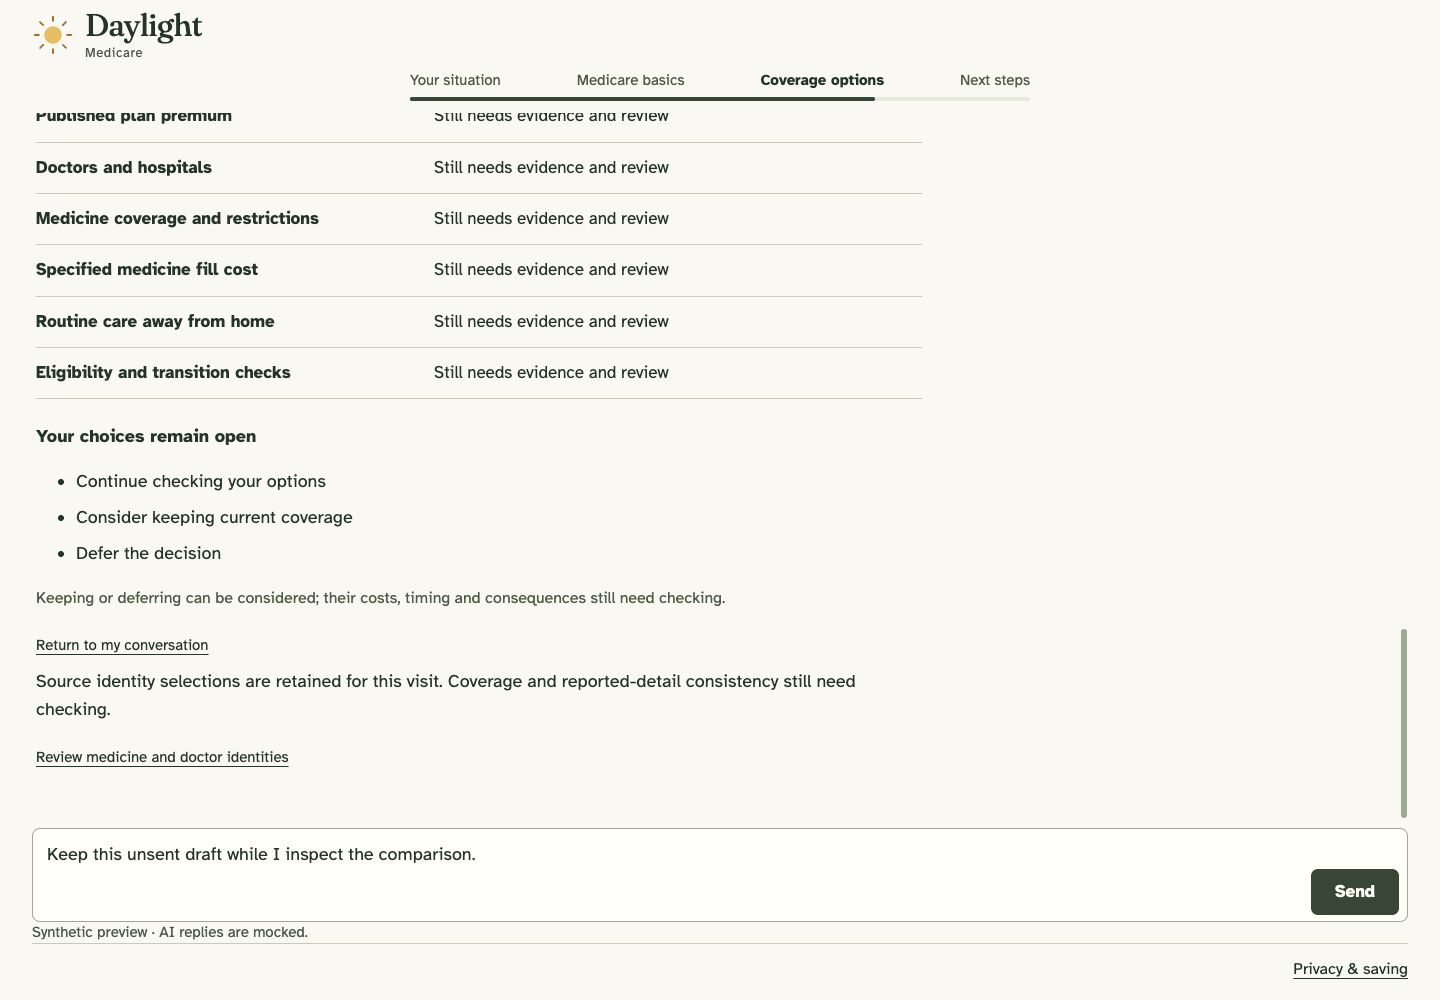 Daylight
Medicare
Your situation
Medicare basics
Coverage options
Next steps
Published plan premium
Still needs evidence and review
Doctors and hospitals
Still needs evidence and review
Medicine coverage and restrictions
Still needs evidence and review
Specified medicine fill cost
Still needs evidence and review
Routine care away from home
Still needs evidence and review
Eligibility and transition checks
Still needs evidence and review
Your choices remain open
Continue checking your options
Consider keeping current coverage
Defer the decision
Keeping or deferring can be considered; their costs, timing and consequences still need checking.
Return to my conversation
Source identity selections are retained for this visit. Coverage and reported-detail consistency still need
checking.
Review medicine and doctor identities
Keep this unsent draft while I inspect the comparison.
Send
Synthetic preview · AI replies are mocked.
Privacy & saving